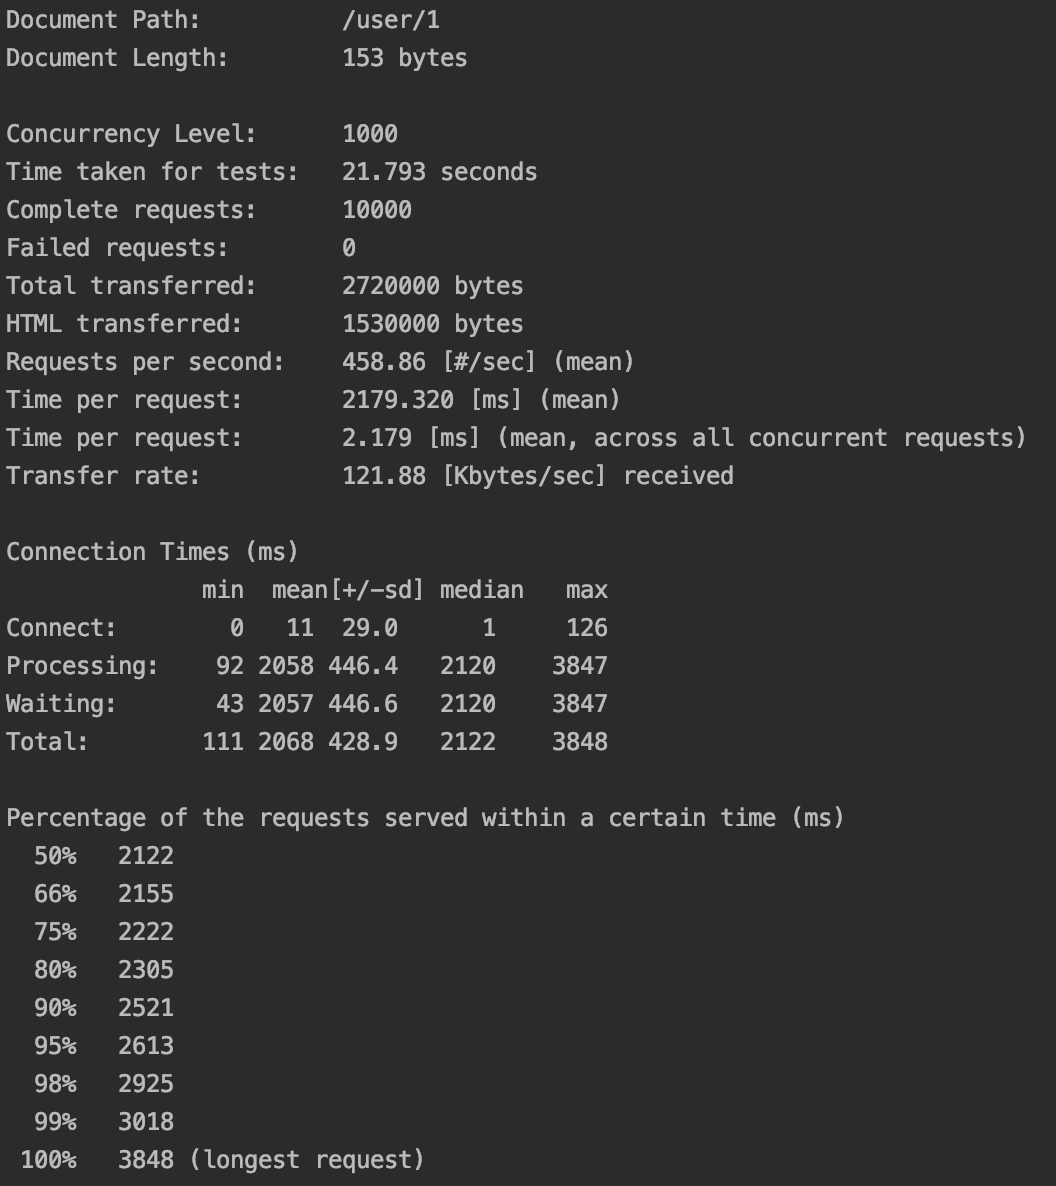 Document Path:          /user/1
Document Length:        153 bytes

Concurrency Level:      1000
Time taken for tests:   21.793 seconds
Complete requests:      10000
Failed requests:        0
Total transferred:      2720000 bytes
HTML transferred:       1530000 bytes
Requests per second:    458.86 [#/sec] (mean)
Time per request:       2179.320 [ms] (mean)
Time per request:       2.179 [ms] (mean, across all concurrent requests)
Transfer rate:          121.88 [Kbytes/sec] received

Connection Times (ms)
              min  mean[+/-sd] median   max
Connect:        0   11  29.0      1     126
Processing:    92 2058 446.4   2120    3847
Waiting:       43 2057 446.6   2120    3847
Total:        111 2068 428.9   2122    3848

Percentage of the requests served within a certain time (ms)
  50%   2122
  66%   2155
  75%   2222
  80%   2305
  90%   2521
  95%   2613
  98%   2925
  99%   3018
 100%   3848 (longest request)